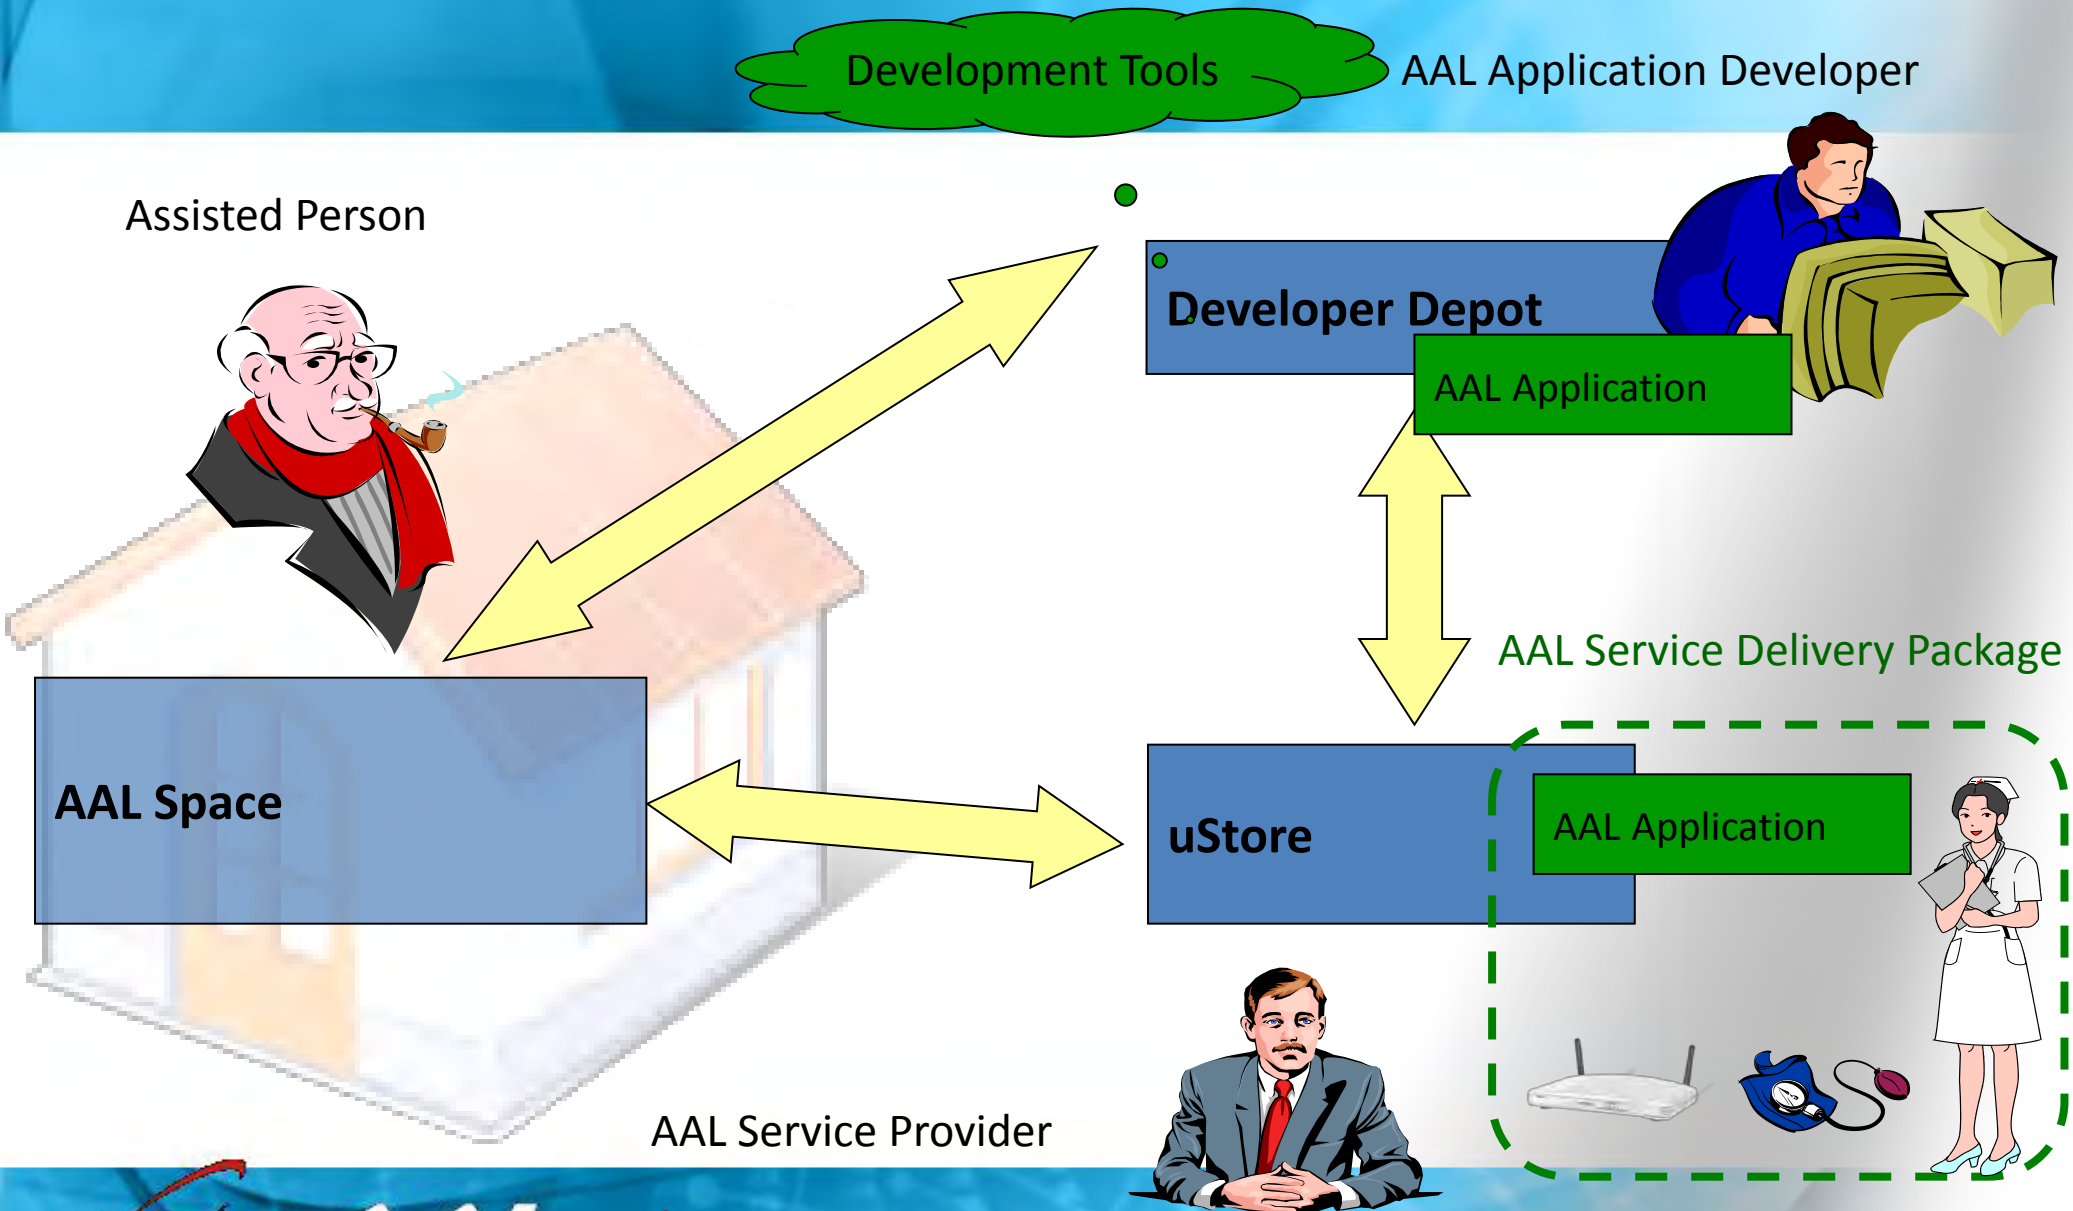 Development Tools
AAL Application Developer
Assisted Person
Developer Depot
AAL Application
AAL Service Delivery Package
AAL Space
uStore
AAL Application
AAL Service Provider